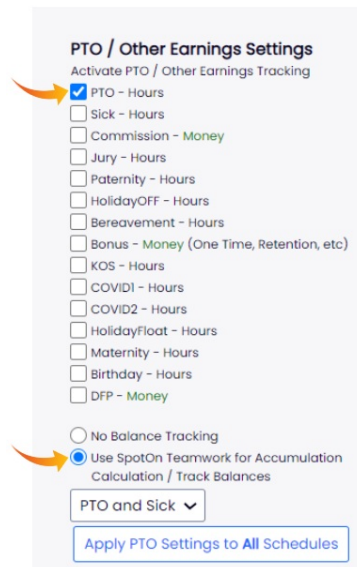 PTO / Other Earnings Settings
Activate PTO / Other Earnings Tracking
PTO - Hours
Sick - Hours
Commission - Money
Jury - Hours
Paternity - Hours
HolidayOFF - Hours
Bereavement - Hours
Bonus - Money (One Time, Retention, etc)
KOS - Hours
COVID1 - Hours
COVID2 - Hours
HolidayFloat - Hours
Maternity - Hours
Birthday - Hours
DFP - Money
No Balance Tracking
Use SpotOn Teamwork for Accumulation
Calculation / Track Balances
PTO and Sick
Apply PTO Settings to All Schedules